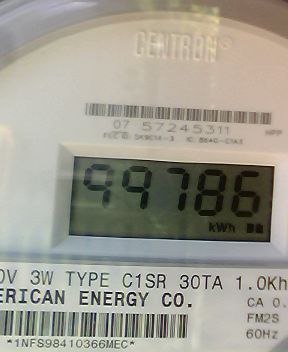 CENTRON®
07 57245311 HPP
99786
kWh
0V 3W TYPE C1SR 30TA 1.0Kh
ERICAN ENERGY CO. CA 0.
FM2S
*1NFS98410366MEC* 60Hz